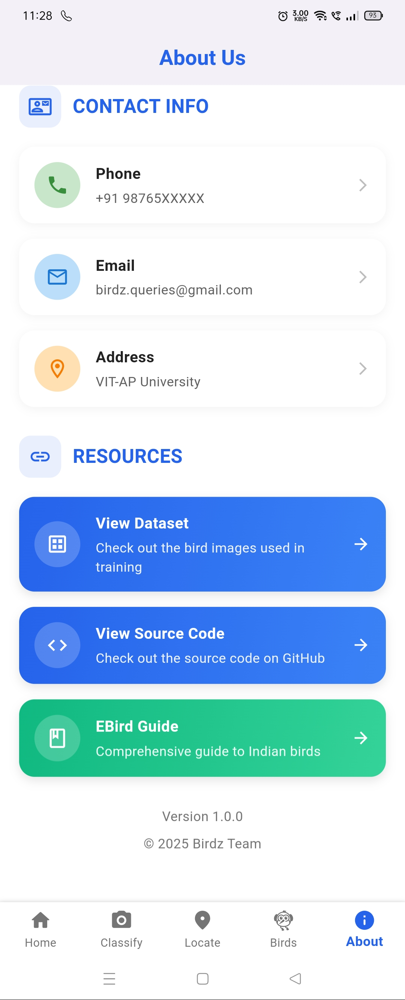 11:28
3.00
KB/S
93
About Us
CONTACT INFO
Phone
+91 98765XXXXX
Email
birdz.queries@gmail.com
Address
VIT-AP University
RESOURCES
View Dataset
Check out the bird images used in
training
View Source Code
Check out the source code on GitHub
EBird Guide
Comprehensive guide to Indian birds
Version 1.0.0
© 2025 Birdz Team
Home Classify Locate Birds About